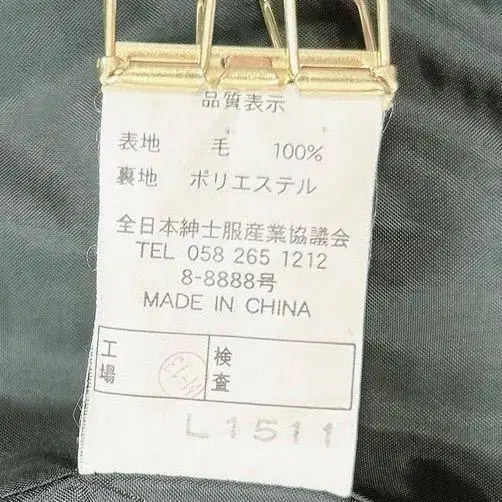 品質表示
表地 毛 100%
裏地 ポリエステル
全日本紳士服産業協議会
TEL 058 265 1212
8-8888号
MADE IN CHINA
工場 検査
L1511